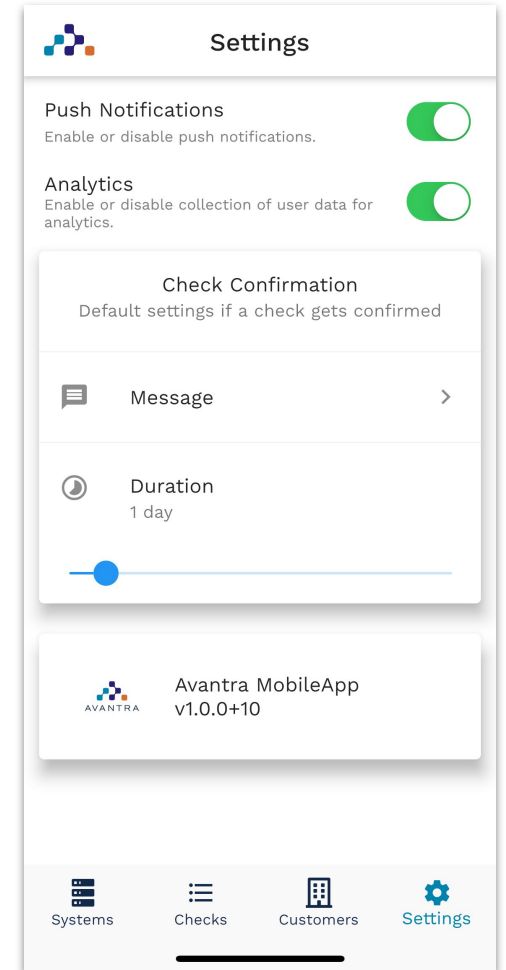 Settings
Push Notifications
Enable or disable push notifications.
Analytics
Enable or disable collection of user data for
analytics.
Check Confirmation
Default settings if a check gets confirmed
Message
Duration
1 day
AVANTRA
Avantra MobileApp
v1.0.0+10
Systems
Checks
Customers
Settings